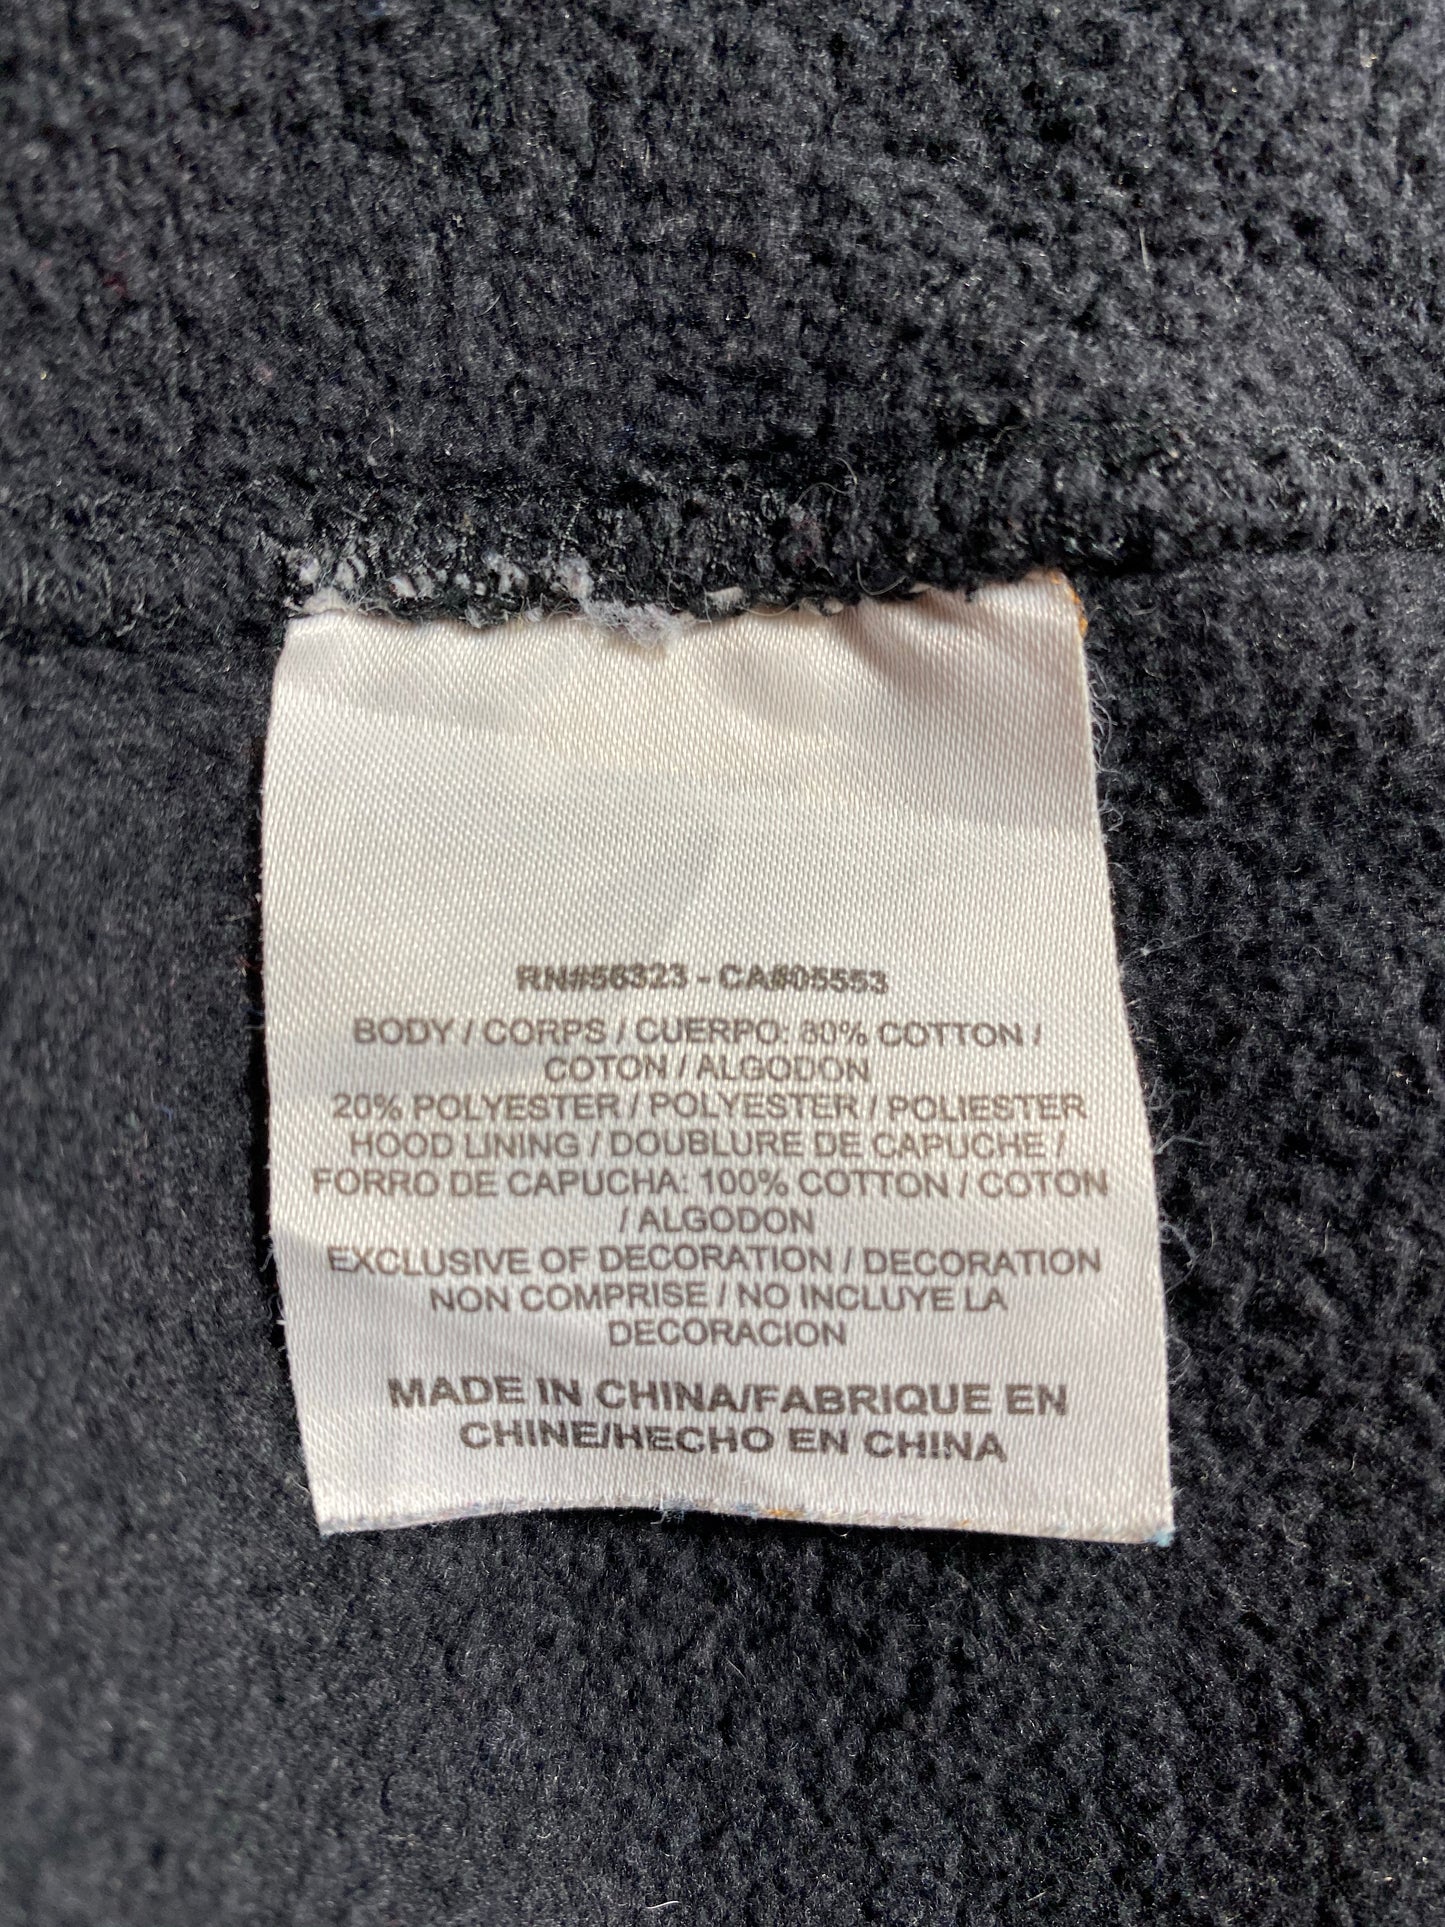 RN#56323 - CA#05553
BODY / CORPS / CUERPO: 80% COTTON /
COTON / ALGODON
20% POLYESTER / POLYESTER / POLIESTER
HOOD LINING / DOUBLURE DE CAPUCHE /
FORRO DE CAPUCHA: 100% COTTON / COTON
/ ALGODON
EXCLUSIVE OF DECORATION / DECORATION
NON COMPRISE / NO INCLUYE LA
DECORACION
MADE IN CHINA/FABRIQUE EN
CHINE/HECHO EN CHINA